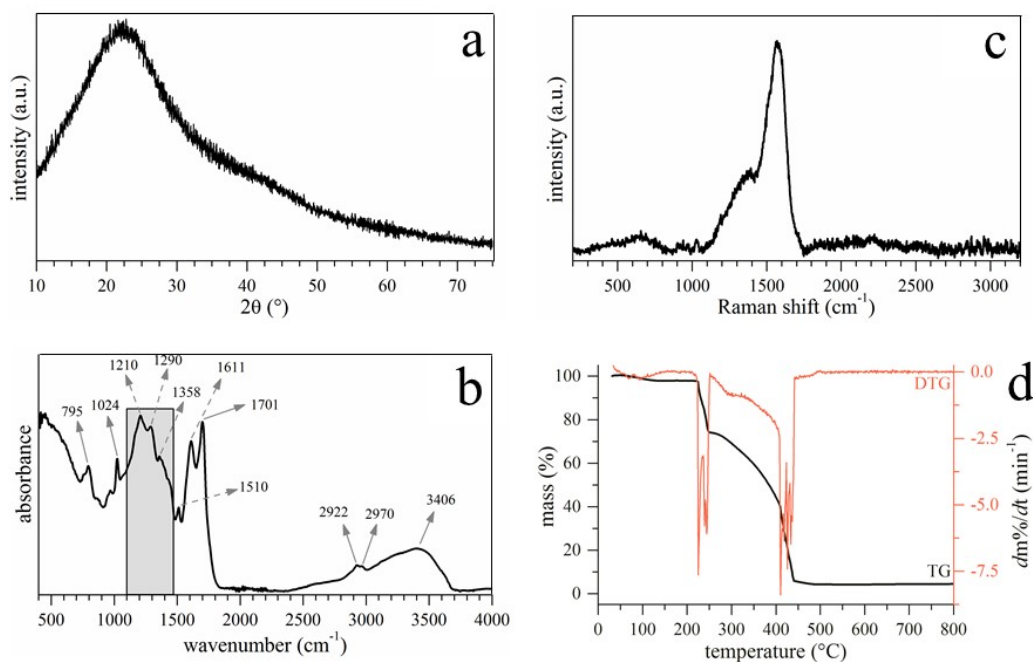 a
intensity (a.u.)
10 20 30 40 50 60 70
2θ (°)
c
intensity (a.u.)
500 1000 1500 2000 2500 3000
Raman shift (cm⁻¹)
b
1210 1290 1611
795 1024 1358 1701
1510
2922 2970 3406
absorbance
500 1000 1500 2000 2500 3000 3500 4000
wavenumber (cm⁻¹)
d
100
80
60
40
20
0
mass (%)
DTG
TG
0.0
-2.5
-5.0
-7.5
dm%/dt (min⁻¹)
0 100 200 300 400 500 600 700 800
temperature (°C)